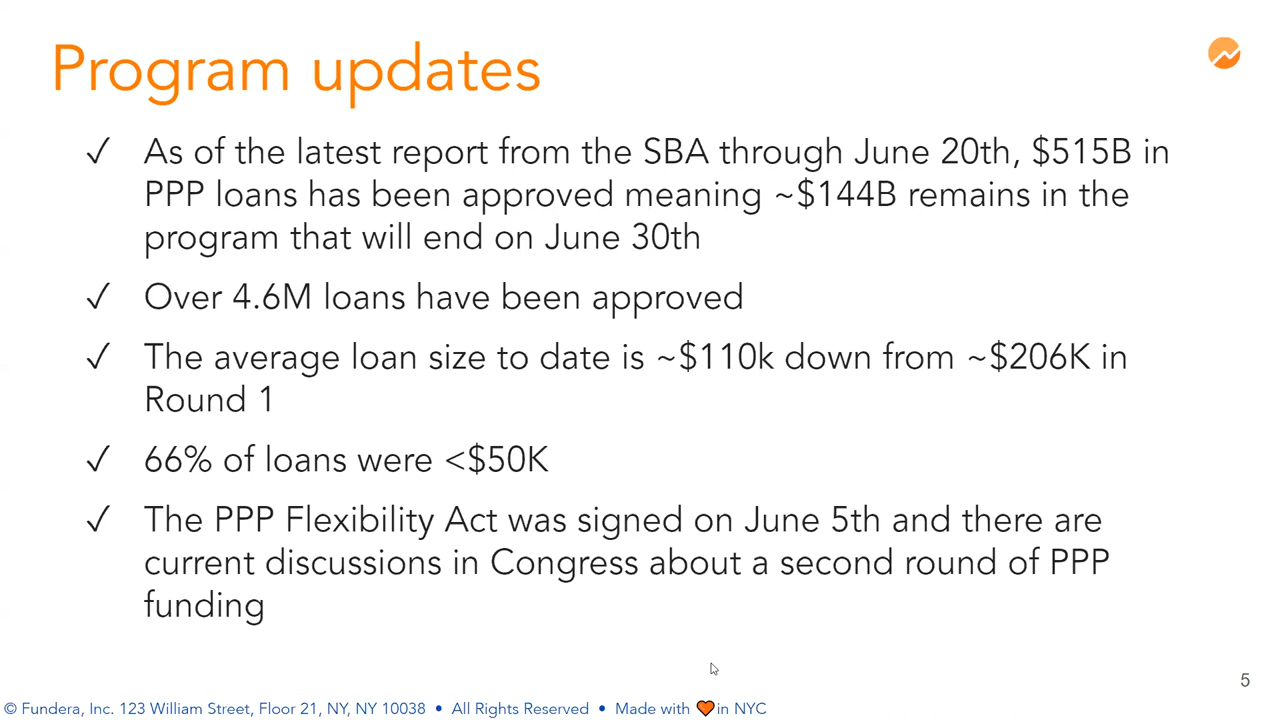 Program updates
✓ As of the latest report from the SBA through June 20th, $515B in
PPP loans has been approved meaning ~$144B remains in the
program that will end on June 30th
✓ Over 4.6M loans have been approved
✓ The average loan size to date is ~$110k down from ~$206K in
Round 1
✓ 66% of loans were <$50K
✓ The PPP Flexibility Act was signed on June 5th and there are
current discussions in Congress about a second round of PPP
funding
5
© Fundera, Inc. 123 William Street, Floor 21, NY, NY 10038 • All Rights Reserved • Made with 🧡 in NYC